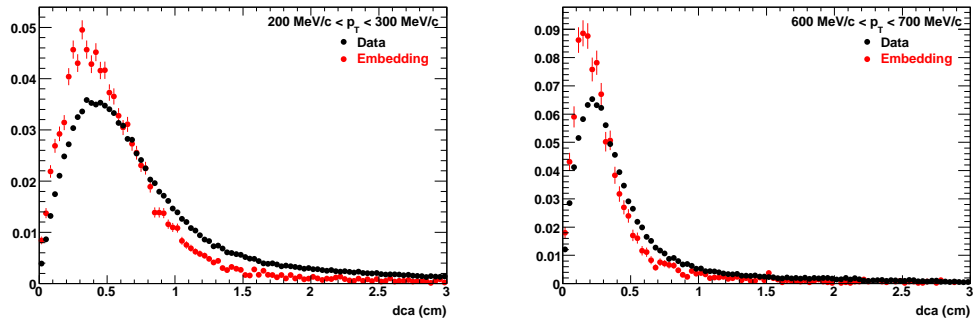 200 MeV/c < pT < 300 MeV/c
Data
Embedding
0.05
0.04
0.03
0.02
0.01
0
0 0.5 1 1.5 2 2.5 3
dca (cm)
600 MeV/c < pT < 700 MeV/c
Data
Embedding
0.09
0.08
0.07
0.06
0.05
0.04
0.03
0.02
0.01
0
0 0.5 1 1.5 2 2.5 3
dca (cm)